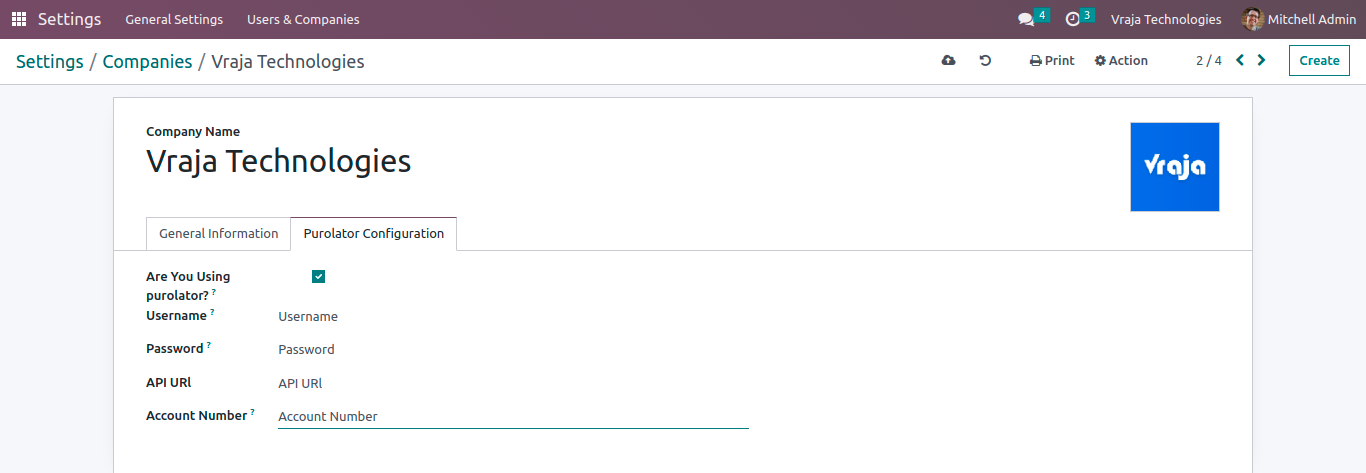 Settings General Settings Users & Companies 4 3 Vraja Technologies Mitchell Admin
Settings / Companies / Vraja Technologies Print Action 2 / 4 Create
Company Name
Vraja Technologies
vraja
General Information Purolator Configuration
Are You Using
purolator? ?
Username ? Username
Password ? Password
API URl API URl
Account Number ? Account Number